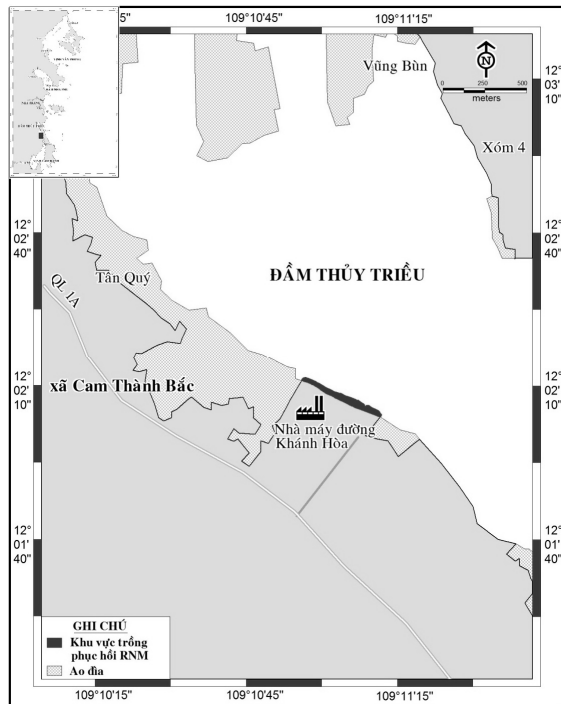 5"
109°10'45"
109°11'15"
Vũng Bùn
N
0 250 500
meters
12°
03'
10"
Xóm 4
12°
02'
40"
12°
02'
40"
ĐẦM THỦY TRIỀU
Tân Quý
QL 1A
xã Cam Thành Bắc
12°
02'
10"
12°
02'
10"
Nhà máy đường
Khánh Hòa
12°
01'
40"
12°
01'
40"
GHI CHÚ
Khu vực trồng
phục hồi RNM
Ao đìa
109°10'15"
109°10'45"
109°11'15"